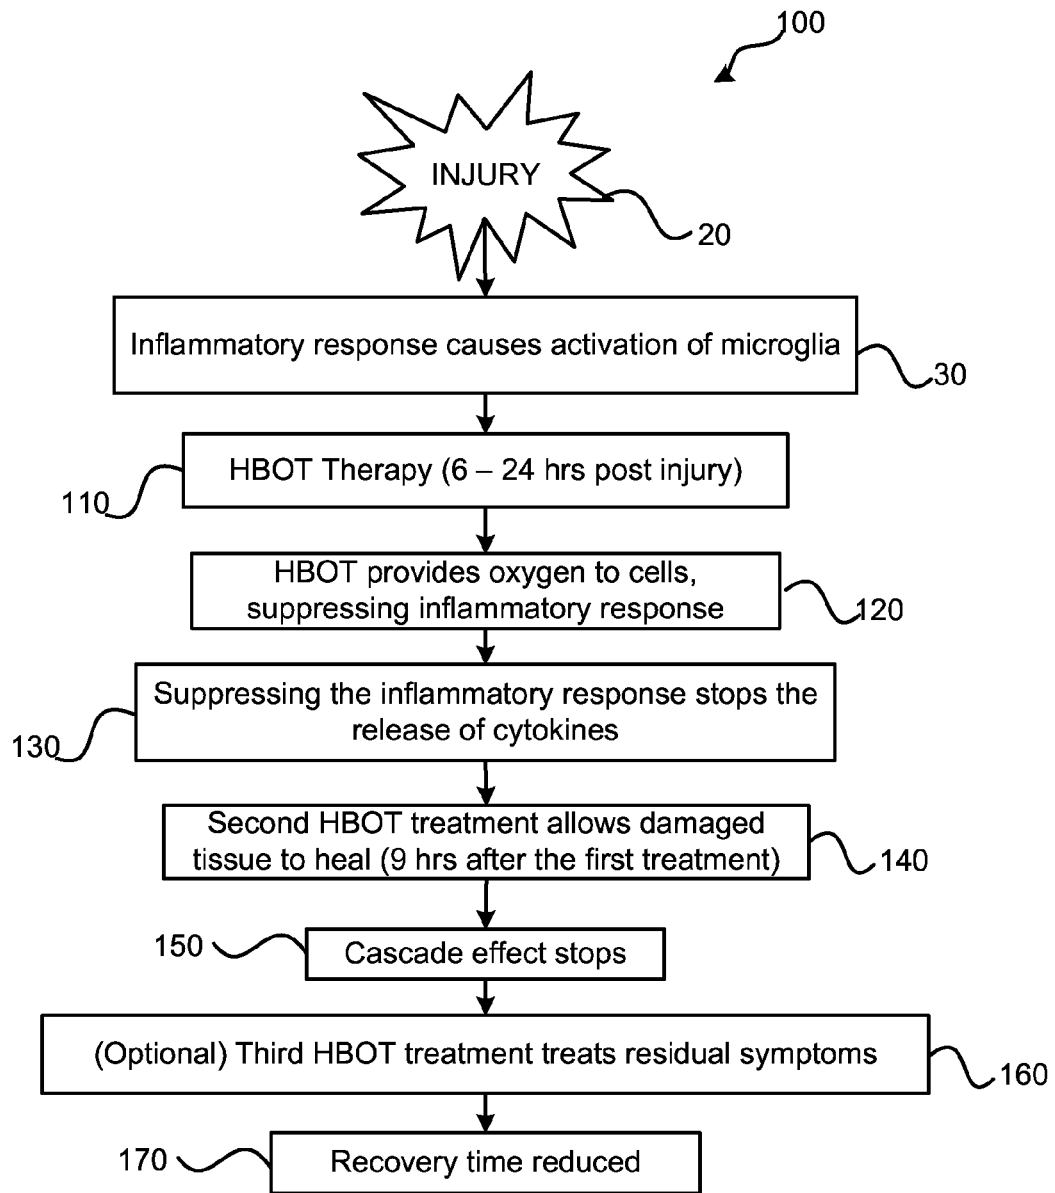 100
INJURY
20
Inflammatory response causes activation of microglia
30
HBOT Therapy (6 – 24 hrs post injury)
110
HBOT provides oxygen to cells,
suppressing inflammatory response
120
Suppressing the inflammatory response stops the
release of cytokines
130
Second HBOT treatment allows damaged
tissue to heal (9 hrs after the first treatment)
140
150
Cascade effect stops
(Optional) Third HBOT treatment treats residual symptoms
160
170
Recovery time reduced